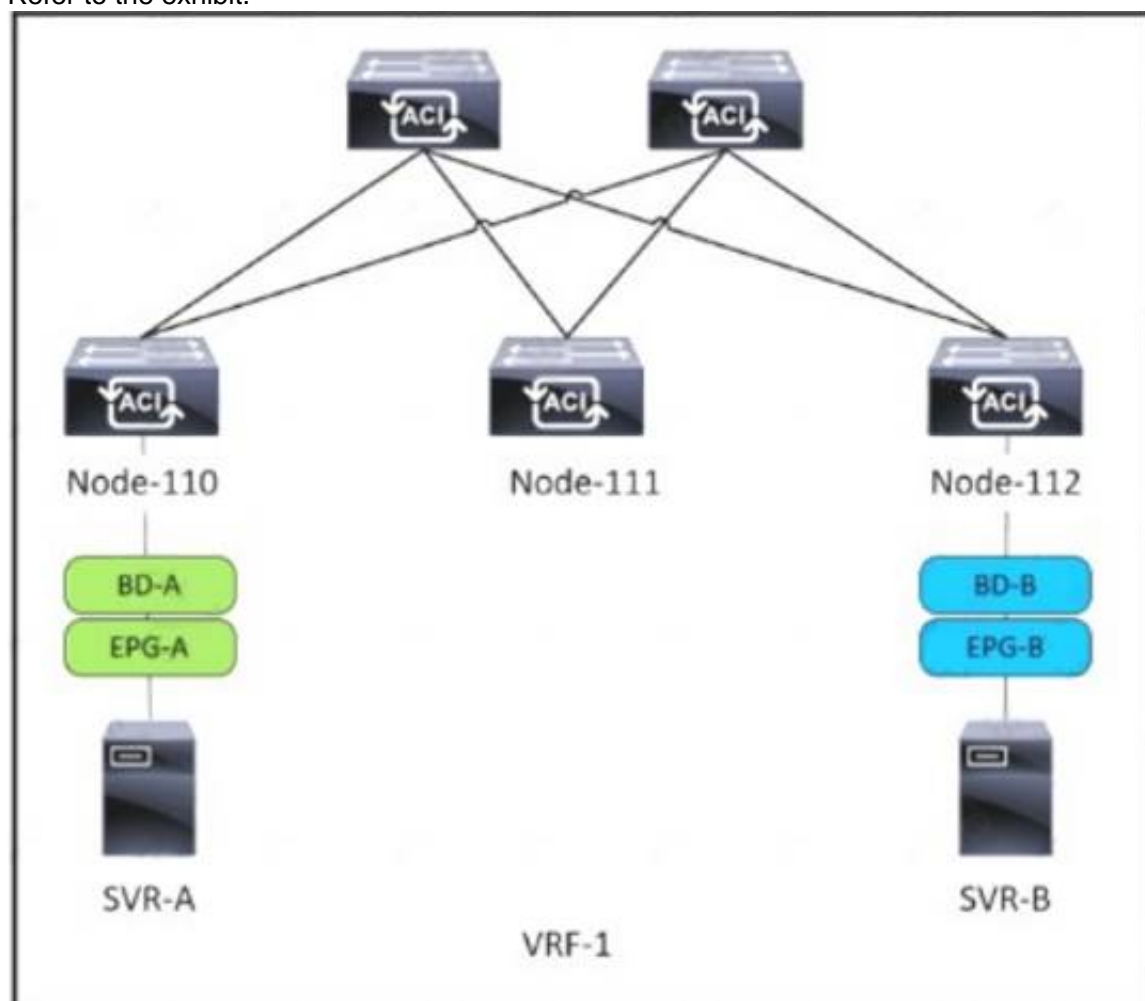 Refer to the exhibit.
ACI ACI
ACI ACI ACI
Node-110 Node-111 Node-112
BD-A BD-B
EPG-A EPG-B
SVR-A SVR-B
VRF-1